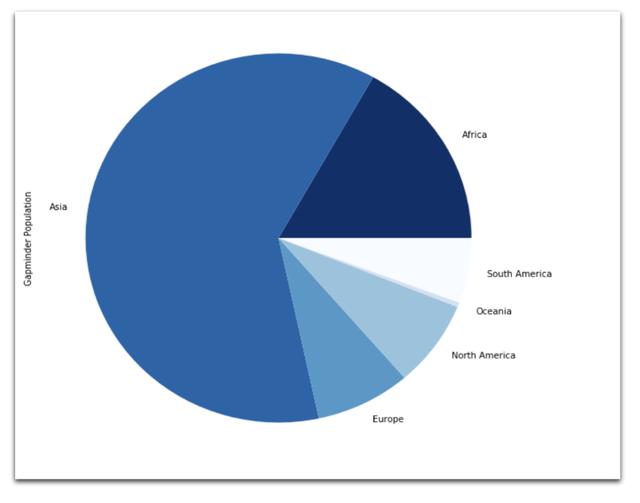 Africa
Asia
Gapminder Population
South America
Oceania
North America
Europe